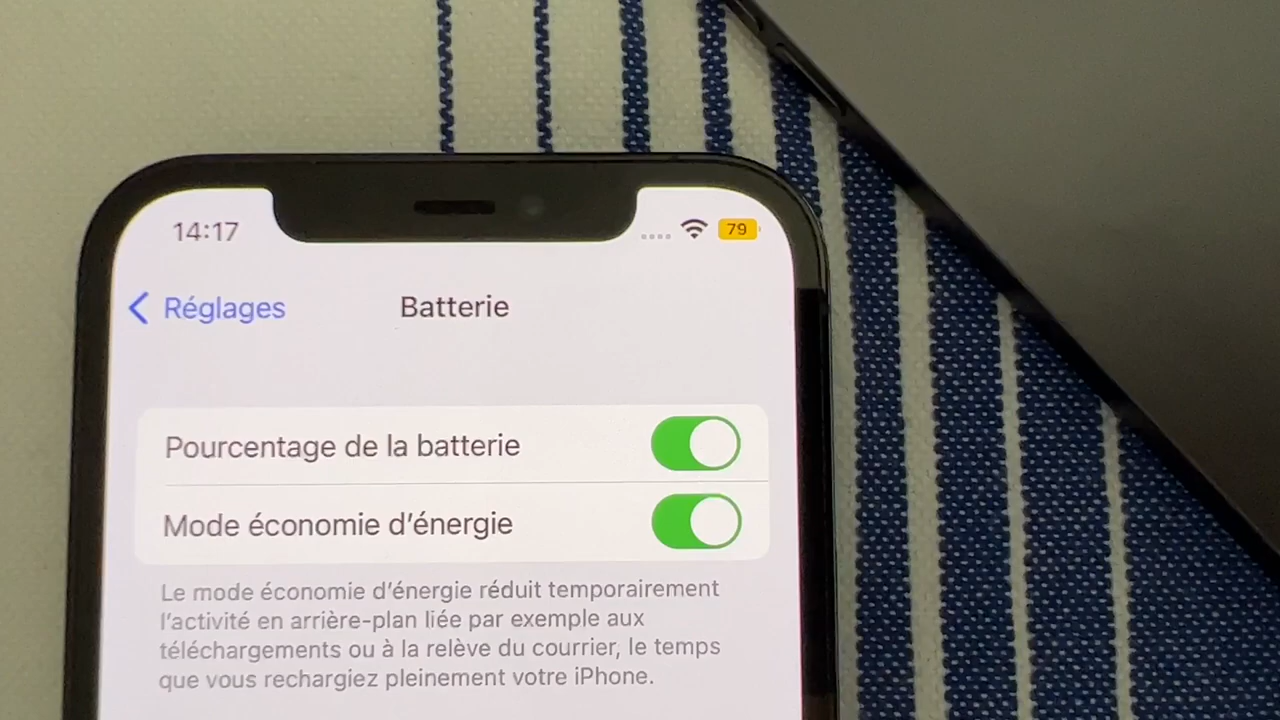 14:17
79
Réglages
Batterie
Pourcentage de la batterie
Mode économie d’énergie
Le mode économie d’énergie réduit temporairement
l’activité en arrière-plan liée par exemple aux
téléchargements ou à la relève du courrier, le temps
que vous rechargiez pleinement votre iPhone.